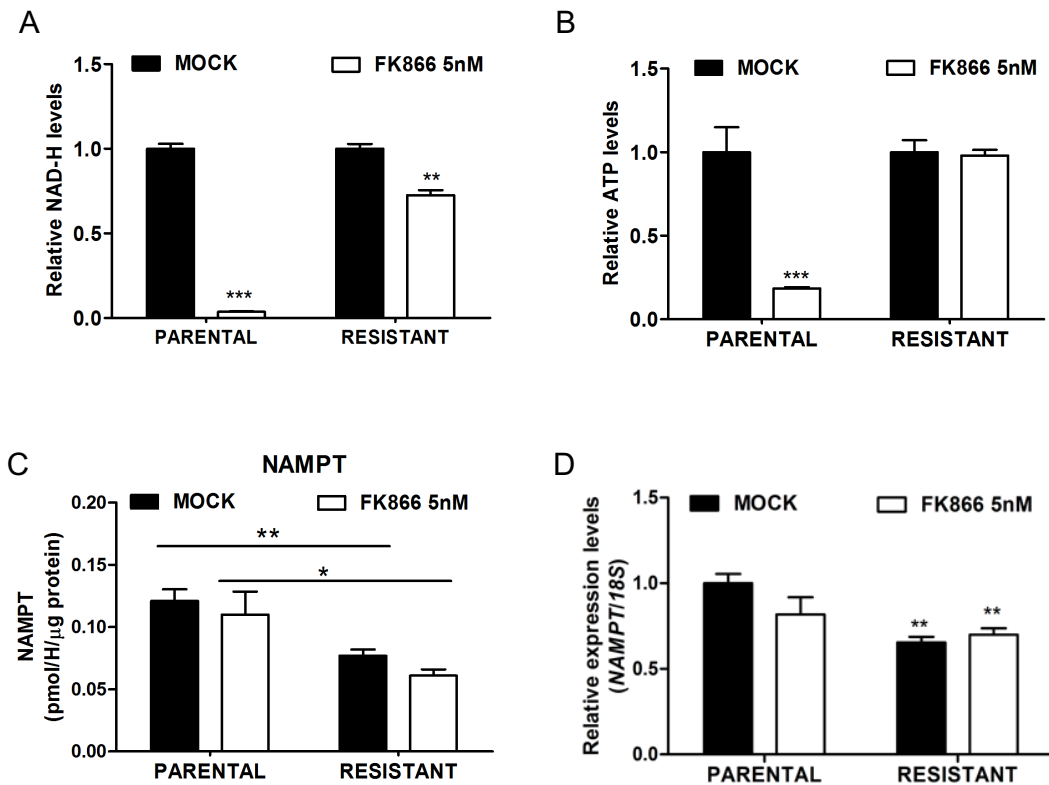 A
MOCK
FK866 5nM
Relative NAD-H levels
1.5
1.0
0.5
0.0
***
**
PARENTAL
RESISTANT
B
MOCK
FK866 5nM
Relative ATP levels
1.5
1.0
0.5
0.0
***
PARENTAL
RESISTANT
C
NAMPT
MOCK
FK866 5nM
NAMPT
(pmol/H/µg protein)
0.20
0.15
0.10
0.05
0.00
**
*
PARENTAL
RESISTANT
D
MOCK
FK866 5nM
Relative expression levels
(NAMPT/18S)
1.5
1.0
0.5
0.0
**
**
PARENTAL
RESISTANT